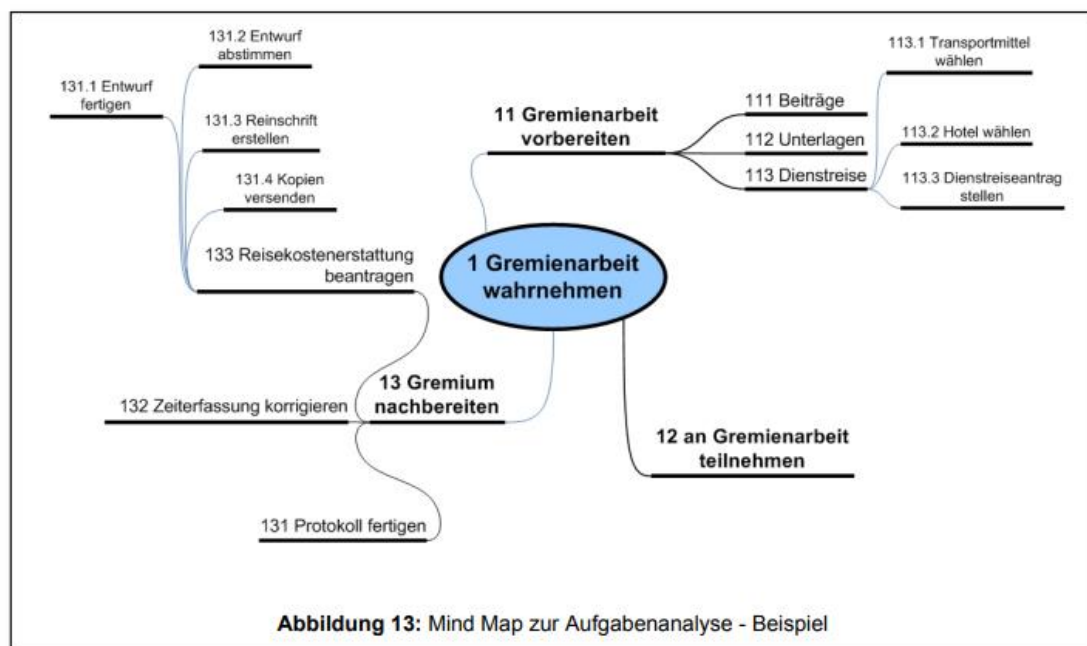 131.2 Entwurf
abstimmen
131.1 Entwurf
fertigen
131.3 Reinschrift
erstellen
131.4 Kopien
versenden
133 Reisekostenerstattung
beantragen
11 Gremienarbeit
vorbereiten
111 Beiträge
112 Unterlagen
113 Dienstreise
113.1 Transportmittel
wählen
113.2 Hotel wählen
113.3 Dienstreiseantrag
stellen
1 Gremienarbeit
wahrnehmen
13 Gremium
nachbereiten
132 Zeiterfassung korrigieren
131 Protokoll fertigen
12 an Gremienarbeit
teilnehmen
Abbildung 13: Mind Map zur Aufgabenanalyse - Beispiel